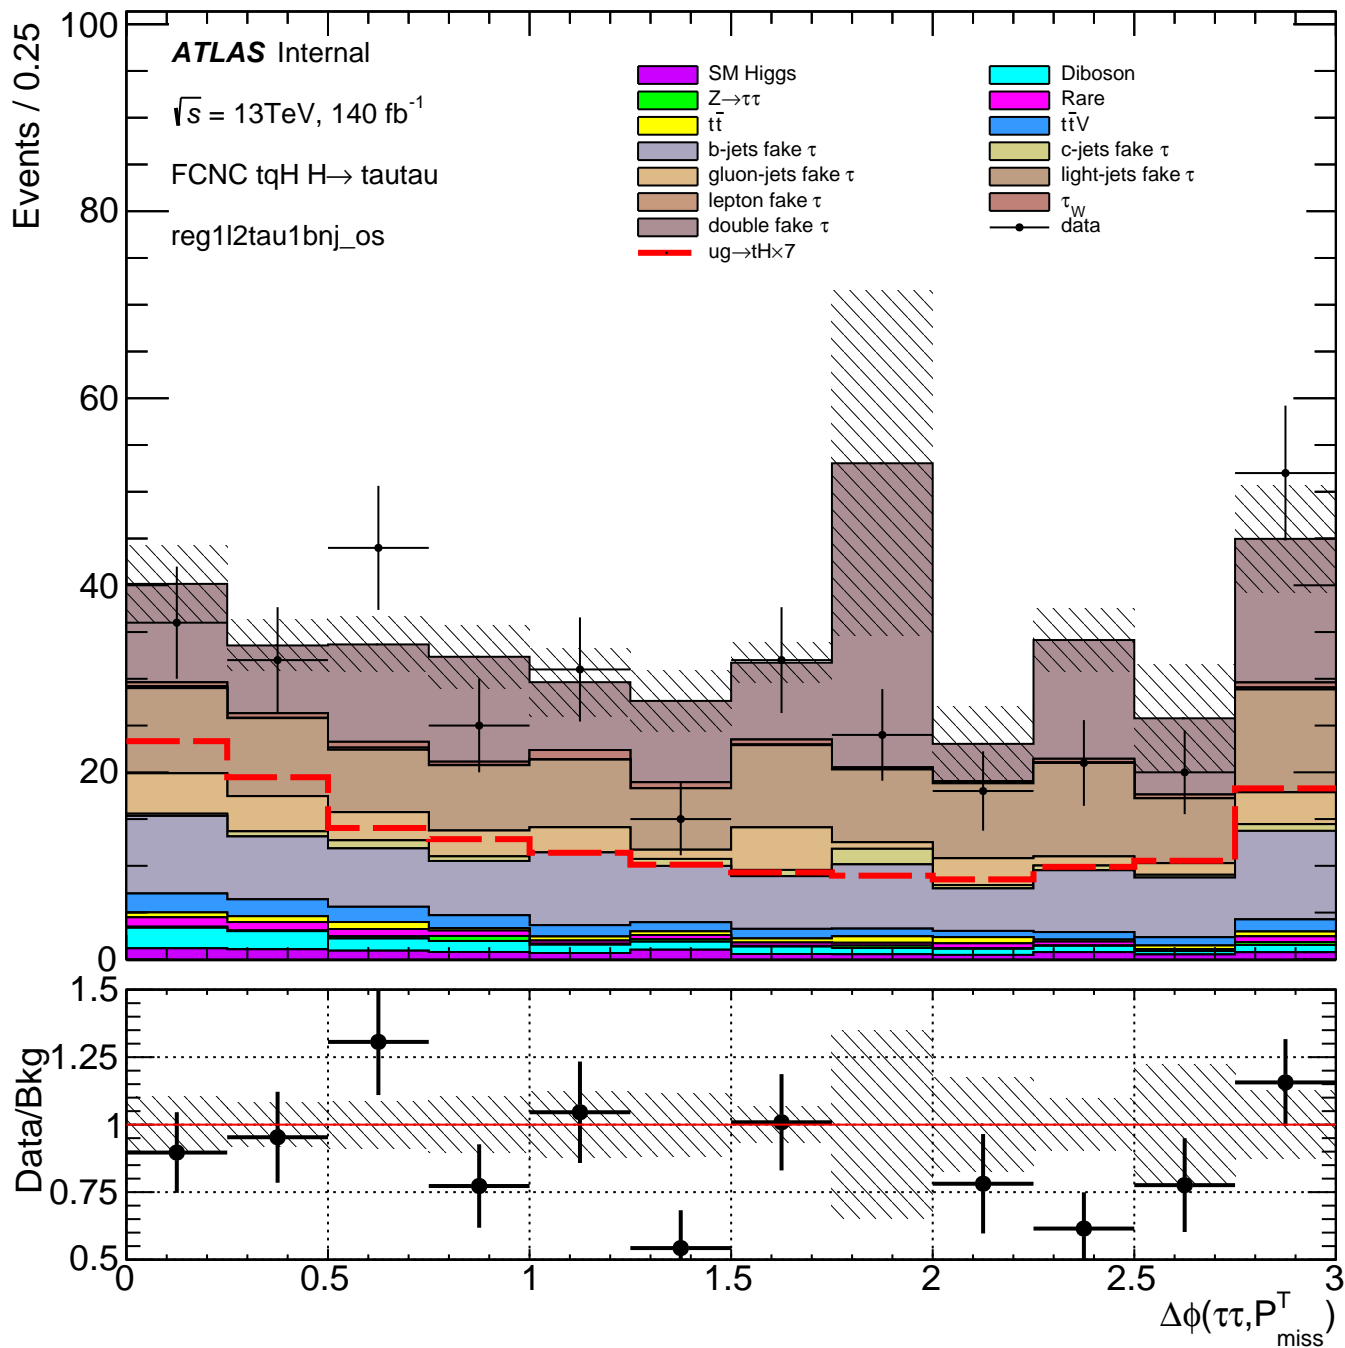 ATLAS Internal
√s = 13TeV, 140 fb⁻¹
FCNC tqH H→ tautau
reg1l2tau1bnj_os
SM Higgs
Z→ττ
tt̄
b-jets fake τ
gluon-jets fake τ
lepton fake τ
double fake τ
ug→tH×7
Diboson
Rare
tt̄V
c-jets fake τ
light-jets fake τ
τ_W
data
Events / 0.25
100
80
60
40
20
0
Data/Bkg
1.5
1.25
1
0.75
0.5
0 0.5 1 1.5 2 2.5 3
Δϕ(ττ,P^T_miss)